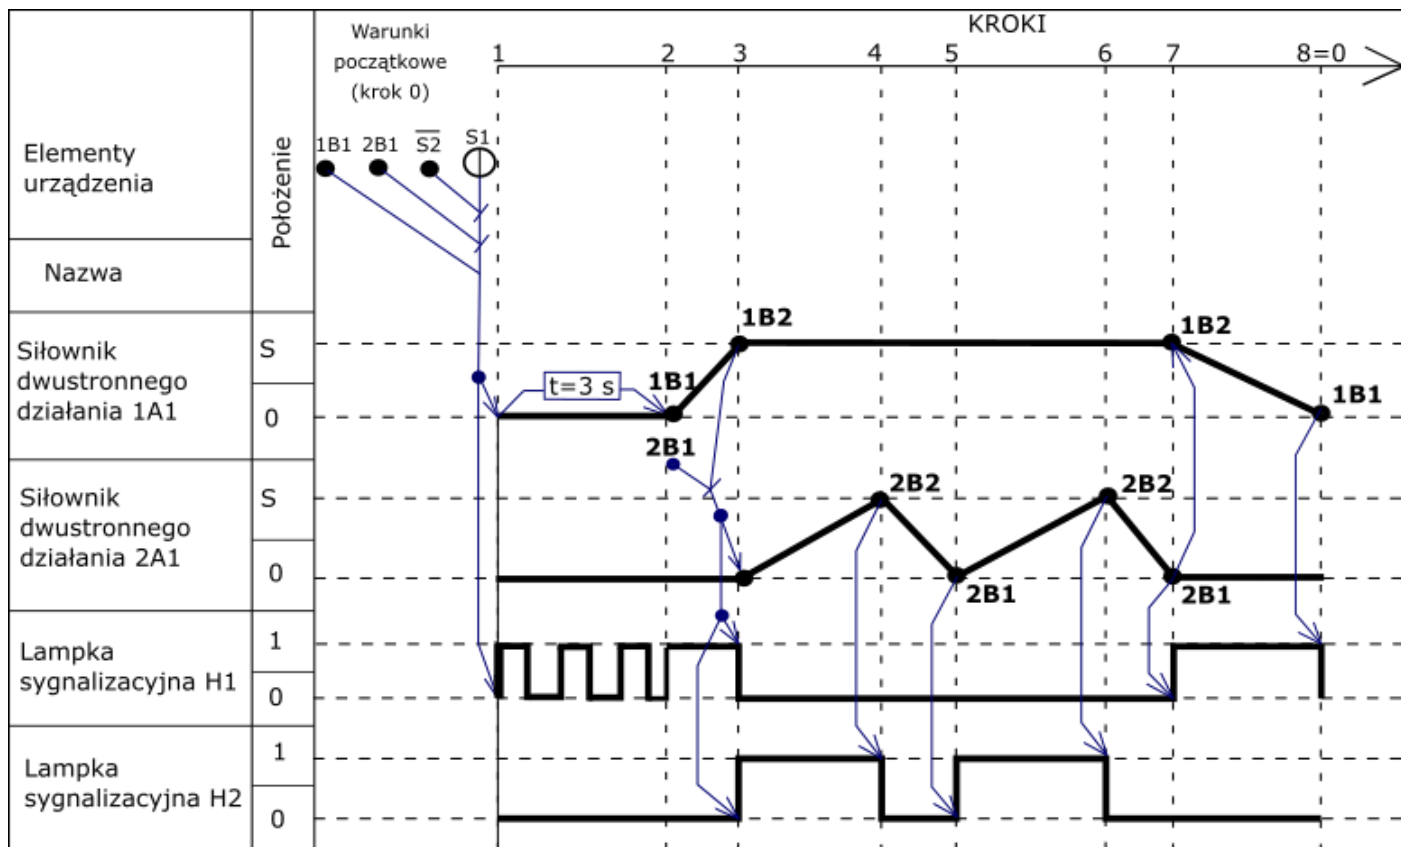 KROKI
Warunki
początkowe
(krok 0)
1 2 3 4 5 6 7 8=0
Elementy
urządzenia
Położenie
1B1 2B1 S2 S1
Nazwa
Siłownik
dwustronnego
działania 1A1
S
0
t=3 s
1B1
1B2
1B2
1B1
Siłownik
dwustronnego
działania 2A1
S
0
2B1
2B2
2B1
2B2
2B1
Lampka
sygnalizacyjna H1
1
0
Lampka
sygnalizacyjna H2
1
0